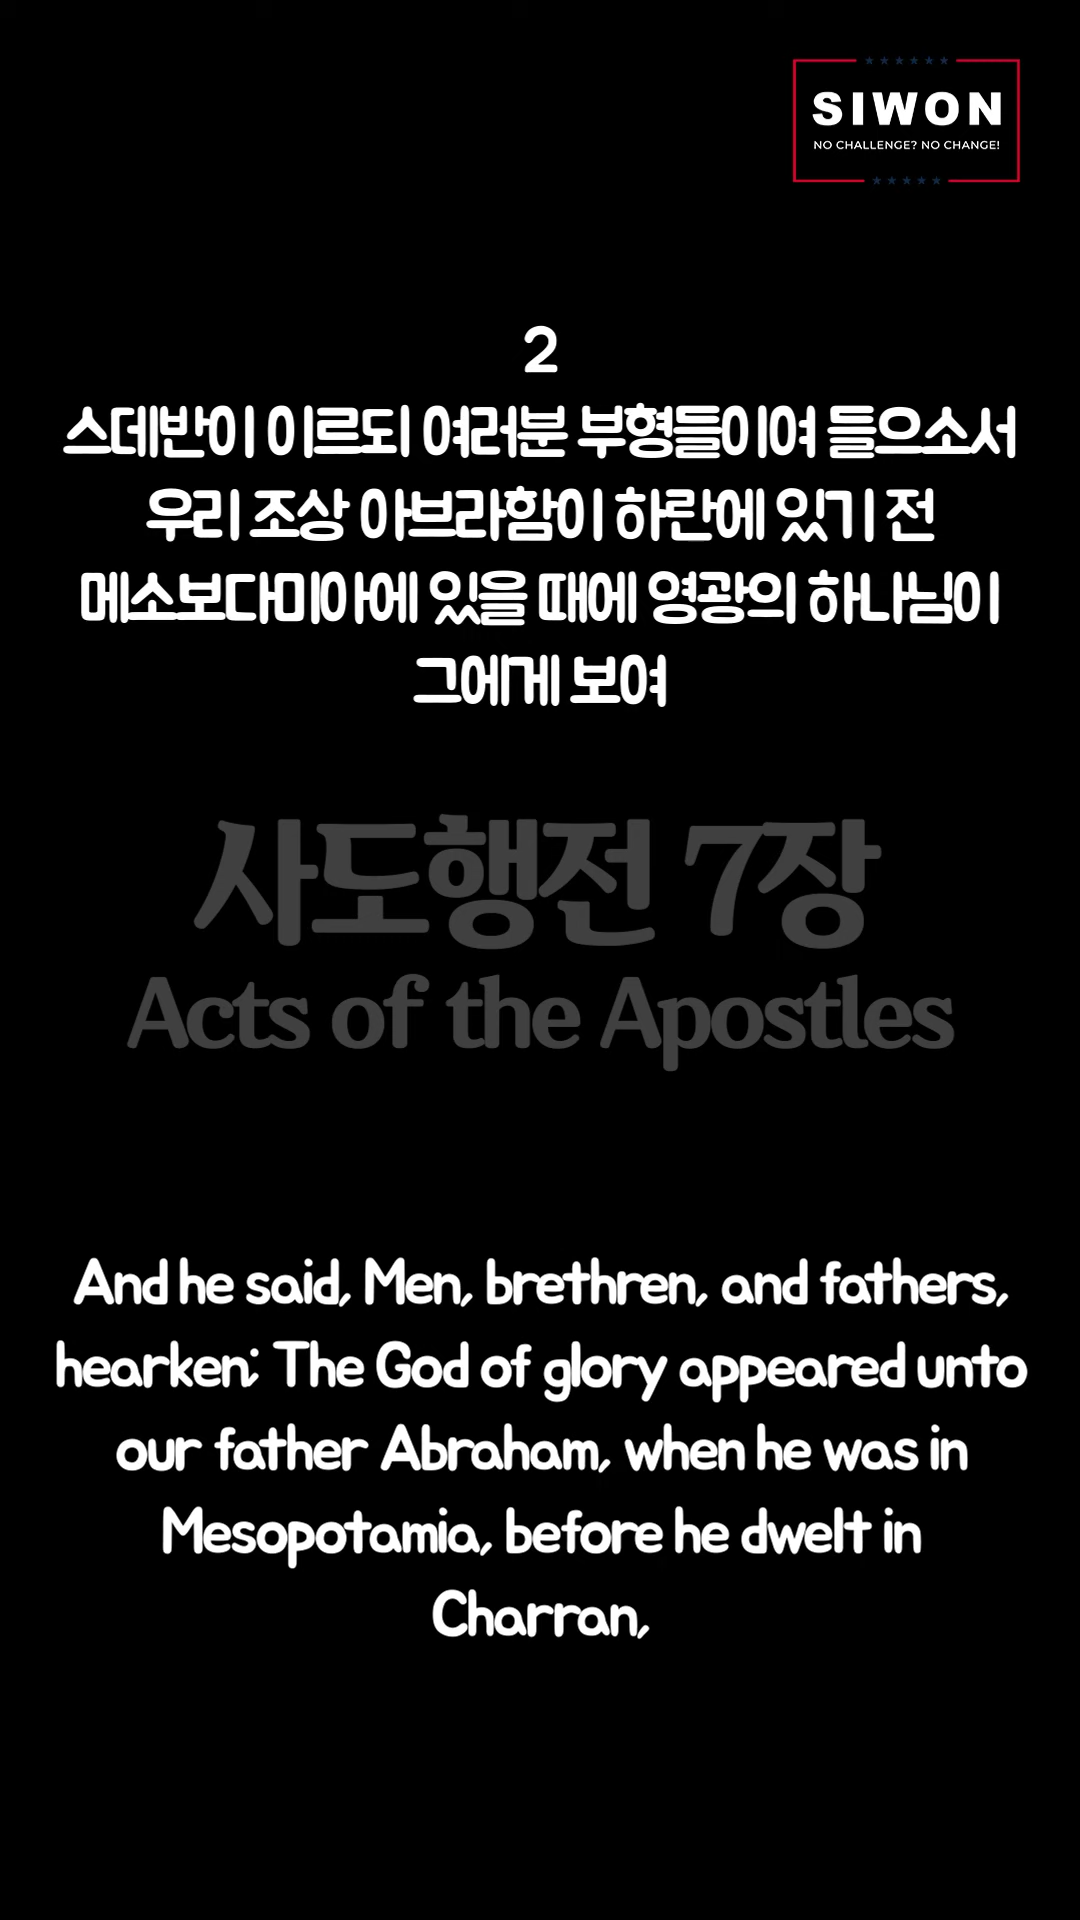 SIWON
NO CHALLENGE? NO CHANGE!
2
스데반이 이르되 여러분 부형들이여 들으소서
우리 조상 아브라함이 하란에 있기 전
메소보다미아에 있을 때에 영광의 하나님이
그에게 보여
사도행전 7장
Acts of the Apostles
And he said, Men, brethren, and fathers,
hearken; The God of glory appeared unto
our father Abraham, when he was in
Mesopotamia, before he dwelt in
Charran,